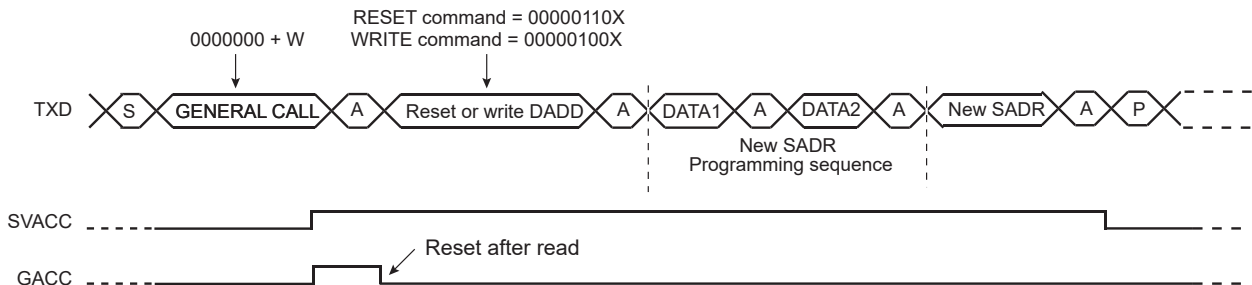 RESET command = 00000110X
0000000 + W
WRITE command = 00000100X
TXD
S
GENERAL CALL
A
Reset or write DADD
A
DATA1
A
DATA2
A
New SADR
A
P
New SADR
Programming sequence
SVACC
Reset after read
GACC